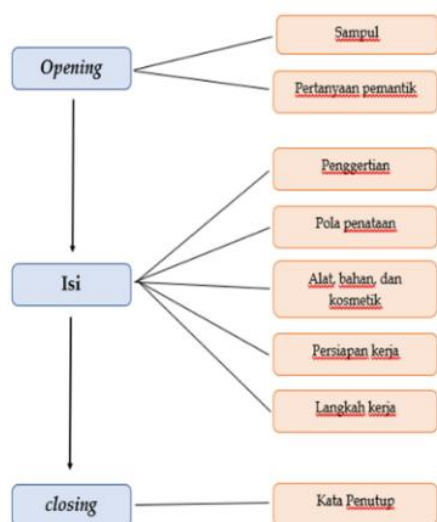 Opening
Sampul
Pertanyaan pemantik
Isi
Penggertian
Pola penataan
Alat, bahan, dan
kosmetik
Persiapan kerja
Langkah kerja
closing
Kata Penutup